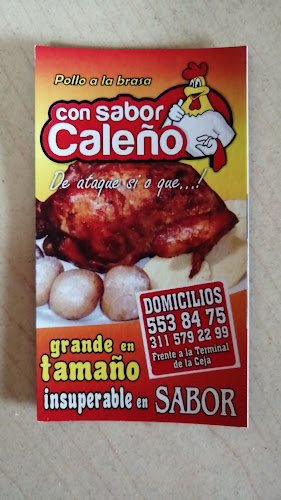 Pollo a la brasa
con sabor
Caleño
De ataque si o que...!
DOMICILIOS
553 84 75
311 579 22 99
Frente a la Terminal
de la Ceja
grande en
tamaño
insuperable en SABOR